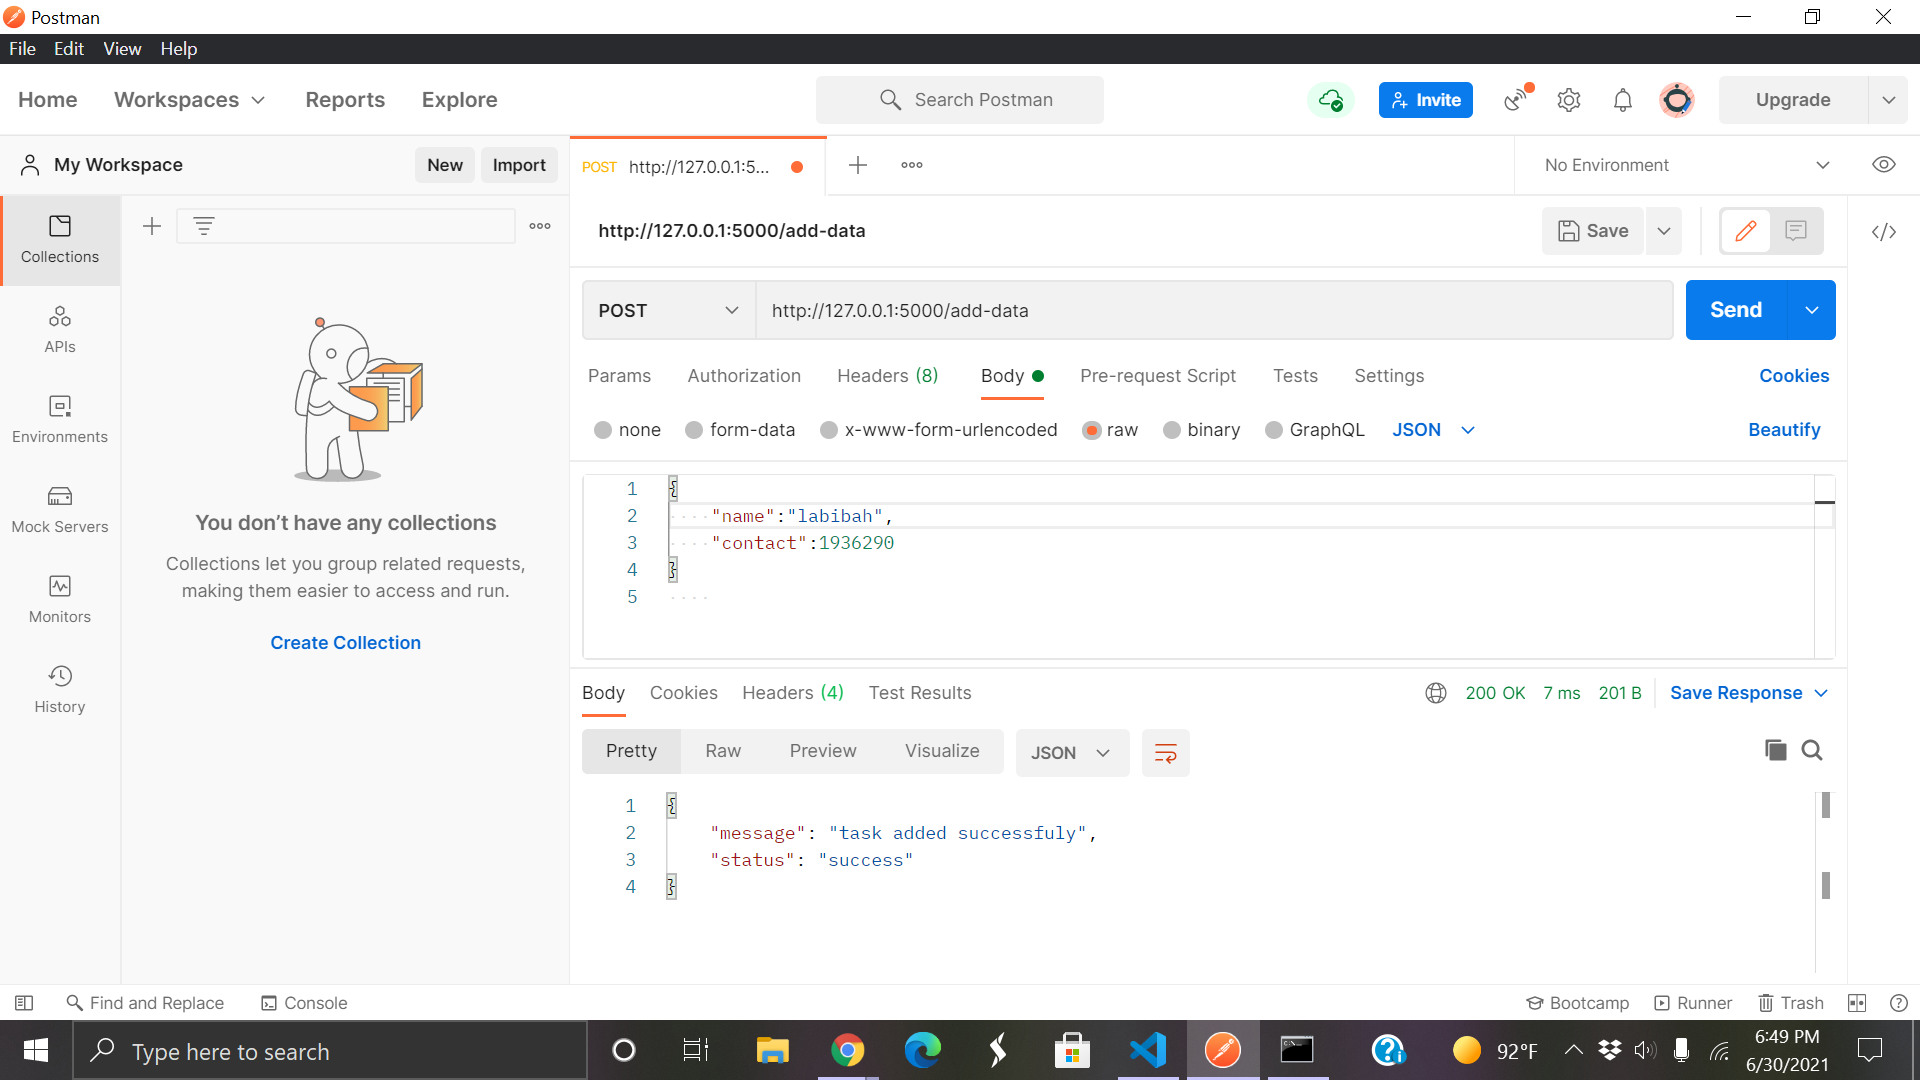 Postman
File Edit View Help
Home Workspaces Reports Explore Search Postman Invite Upgrade
My Workspace New Import POST http://127.0.0.1:5... No Environment
Collections
http://127.0.0.1:5000/add-data Save
POST http://127.0.0.1:5000/add-data Send
APIs
Params Authorization Headers (8) Body Pre-request Script Tests Settings Cookies
none form-data x-www-form-urlencoded raw binary GraphQL JSON Beautify
Environments
1 {
2 "name":"labibah",
3 "contact":1936290
4 }
5
Mock Servers
You don’t have any collections
Collections let you group related requests,
making them easier to access and run.
Create Collection
Monitors
History
Body Cookies Headers (4) Test Results 200 OK 7 ms 201 B Save Response
Pretty Raw Preview Visualize JSON
1 {
2 "message": "task added successfuly",
3 "status": "success"
4 }
Find and Replace Console Bootcamp Runner Trash
Type here to search 92°F 6:49 PM
6/30/2021